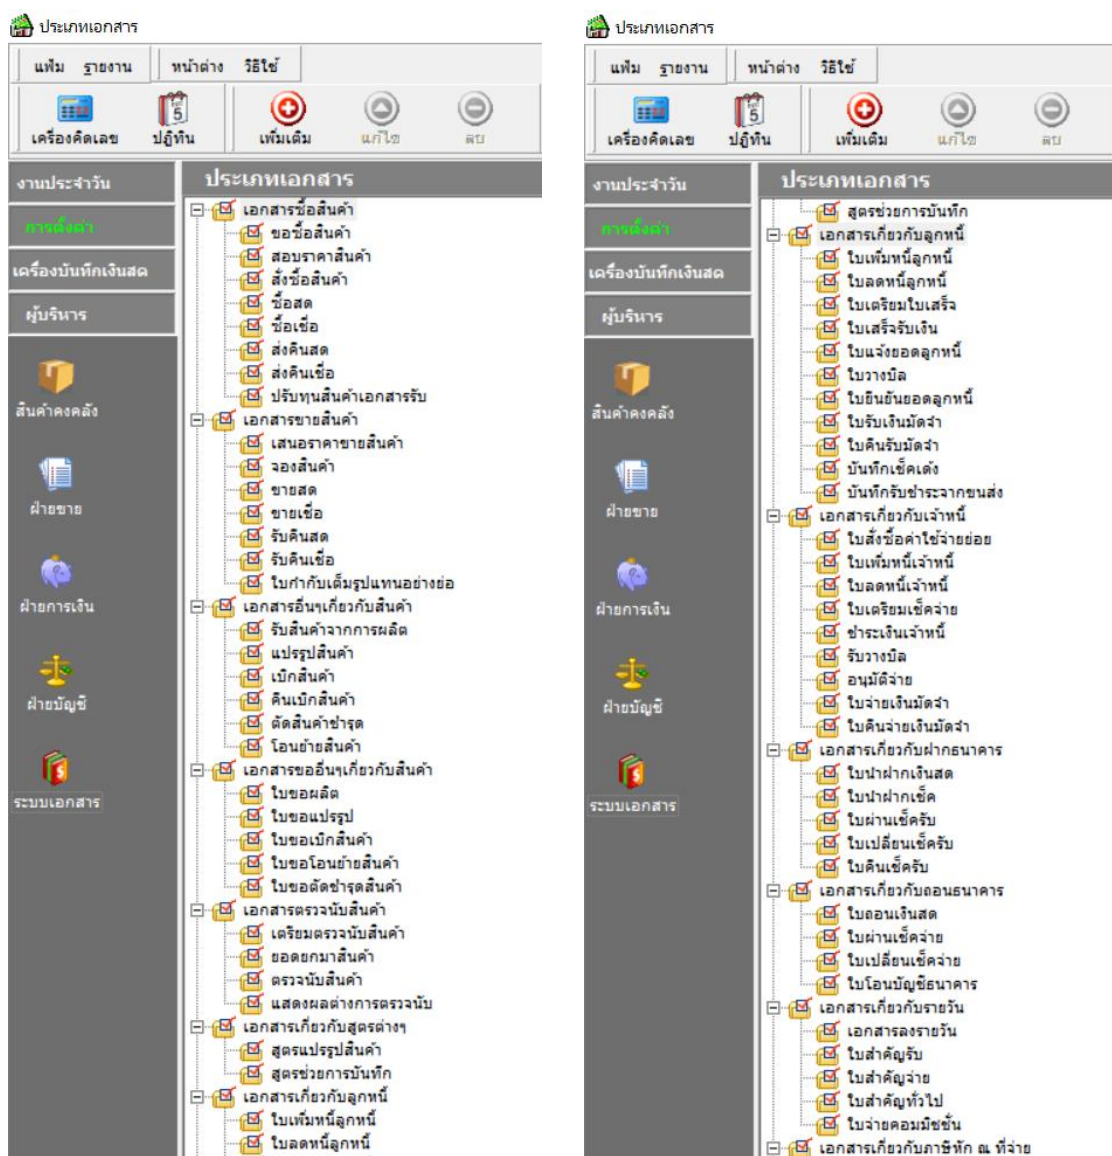 ประเภทเอกสาร
แฟ้ม รายงาน หน้าต่าง วิธีใช้
เครื่องคิดเลข ปฏิทิน เพิ่มเติม แก้ไข ลบ
งานประจำวัน
การตั้งค่า
เครื่องบันทึกเงินสด
ผู้บริหาร
สินค้าคงคลัง
ฝ่ายขาย
ฝ่ายการเงิน
ฝ่ายบัญชี
ระบบเอกสาร
ประเภทเอกสาร
เอกสารซื้อสินค้า
ขอซื้อสินค้า
สอบราคาสินค้า
สั่งซื้อสินค้า
ซื้อสด
ซื้อเชื่อ
ส่งคืนสด
ส่งคืนเชื่อ
ปรับทุนสินค้าเอกสารรับ
เอกสารขายสินค้า
เสนอราคาขายสินค้า
จองสินค้า
ขายสด
ขายเชื่อ
รับคืนสด
รับคืนเชื่อ
ใบกำกับเต็มรูปแทนอย่างย่อ
เอกสารอื่นๆเกี่ยวกับสินค้า
รับสินค้าจากการผลิต
แปรรูปสินค้า
เบิกสินค้า
คืนเบิกสินค้า
ตัดสินค้าชำรุด
โอนย้ายสินค้า
เอกสารขออื่นๆเกี่ยวกับสินค้า
ใบขอผลิต
ใบขอแปรรูป
ใบขอเบิกสินค้า
ใบขอโอนย้ายสินค้า
ใบขอตัดชำรุดสินค้า
เอกสารตรวจนับสินค้า
เตรียมตรวจนับสินค้า
ยอดยกมาสินค้า
ตรวจนับสินค้า
แสดงผลต่างการตรวจนับ
เอกสารเกี่ยวกับสูตรต่างๆ
สูตรแปรรูปสินค้า
สูตรช่วยการบันทึก
เอกสารเกี่ยวกับลูกหนี้
ใบเพิ่มหนี้ลูกหนี้
ใบลดหนี้ลูกหนี้
ประเภทเอกสาร
แฟ้ม รายงาน หน้าต่าง วิธีใช้
เครื่องคิดเลข ปฏิทิน เพิ่มเติม แก้ไข ลบ
งานประจำวัน
การตั้งค่า
เครื่องบันทึกเงินสด
ผู้บริหาร
สินค้าคงคลัง
ฝ่ายขาย
ฝ่ายการเงิน
ฝ่ายบัญชี
ระบบเอกสาร
ประเภทเอกสาร
สูตรช่วยการบันทึก
เอกสารเกี่ยวกับลูกหนี้
ใบเพิ่มหนี้ลูกหนี้
ใบลดหนี้ลูกหนี้
ใบเตรียมใบเสร็จ
ใบเสร็จรับเงิน
ใบแจ้งยอดลูกหนี้
ใบวางบิล
ใบยืนยันยอดลูกหนี้
ใบรับเงินมัดจำ
ใบคืนรับมัดจำ
บันทึกเช็คเด้ง
บันทึกรับชำระจากขนส่ง
เอกสารเกี่ยวกับเจ้าหนี้
ใบสั่งซื้อค่าใช้จ่ายย่อย
ใบเพิ่มหนี้เจ้าหนี้
ใบลดหนี้เจ้าหนี้
ใบเตรียมเช็คจ่าย
ชำระเงินเจ้าหนี้
รับวางบิล
อนุมัติจ่าย
ใบจ่ายเงินมัดจำ
ใบคืนจ่ายเงินมัดจำ
เอกสารเกี่ยวกับฝากธนาคาร
ใบนำฝากเงินสด
ใบนำฝากเช็ค
ใบผ่านเช็ครับ
ใบเปลี่ยนเช็ครับ
ใบคืนเช็ครับ
เอกสารเกี่ยวกับถอนธนาคาร
ใบถอนเงินสด
ใบผ่านเช็คจ่าย
ใบเปลี่ยนเช็คจ่าย
ใบโอนบัญชีธนาคาร
เอกสารเกี่ยวกับรายวัน
เอกสารลงรายวัน
ใบสำคัญรับ
ใบสำคัญจ่าย
ใบสำคัญทั่วไป
ใบจ่ายคอมมิชชั่น
เอกสารเกี่ยวกับภาษีหัก ณ ที่จ่าย